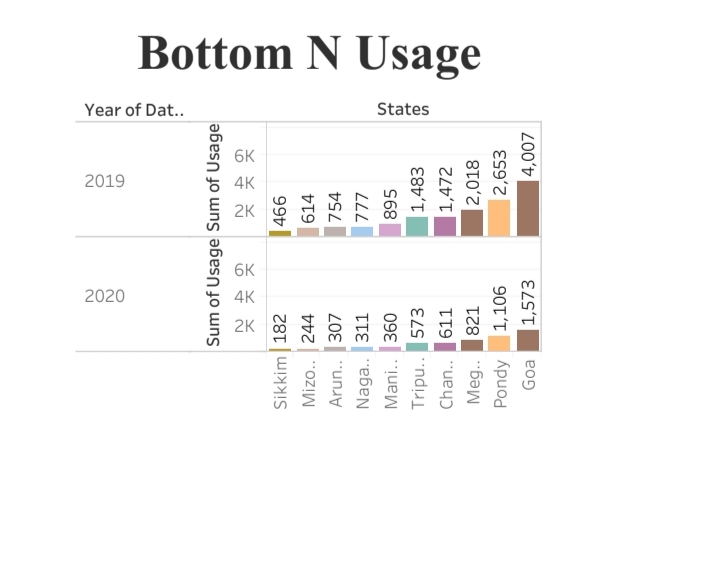 Bottom N Usage
Year of Dat..
States
2019
Sum of Usage
6K
4K
2K
466
614
754
777
895
1,483
1,472
2,018
2,653
4,007
2020
Sum of Usage
6K
4K
2K
182
244
307
311
360
573
611
821
1,106
1,573
Sikkim
Mizo..
Arun..
Naga..
Mani..
Tripu..
Chan..
Meg..
Pondy
Goa